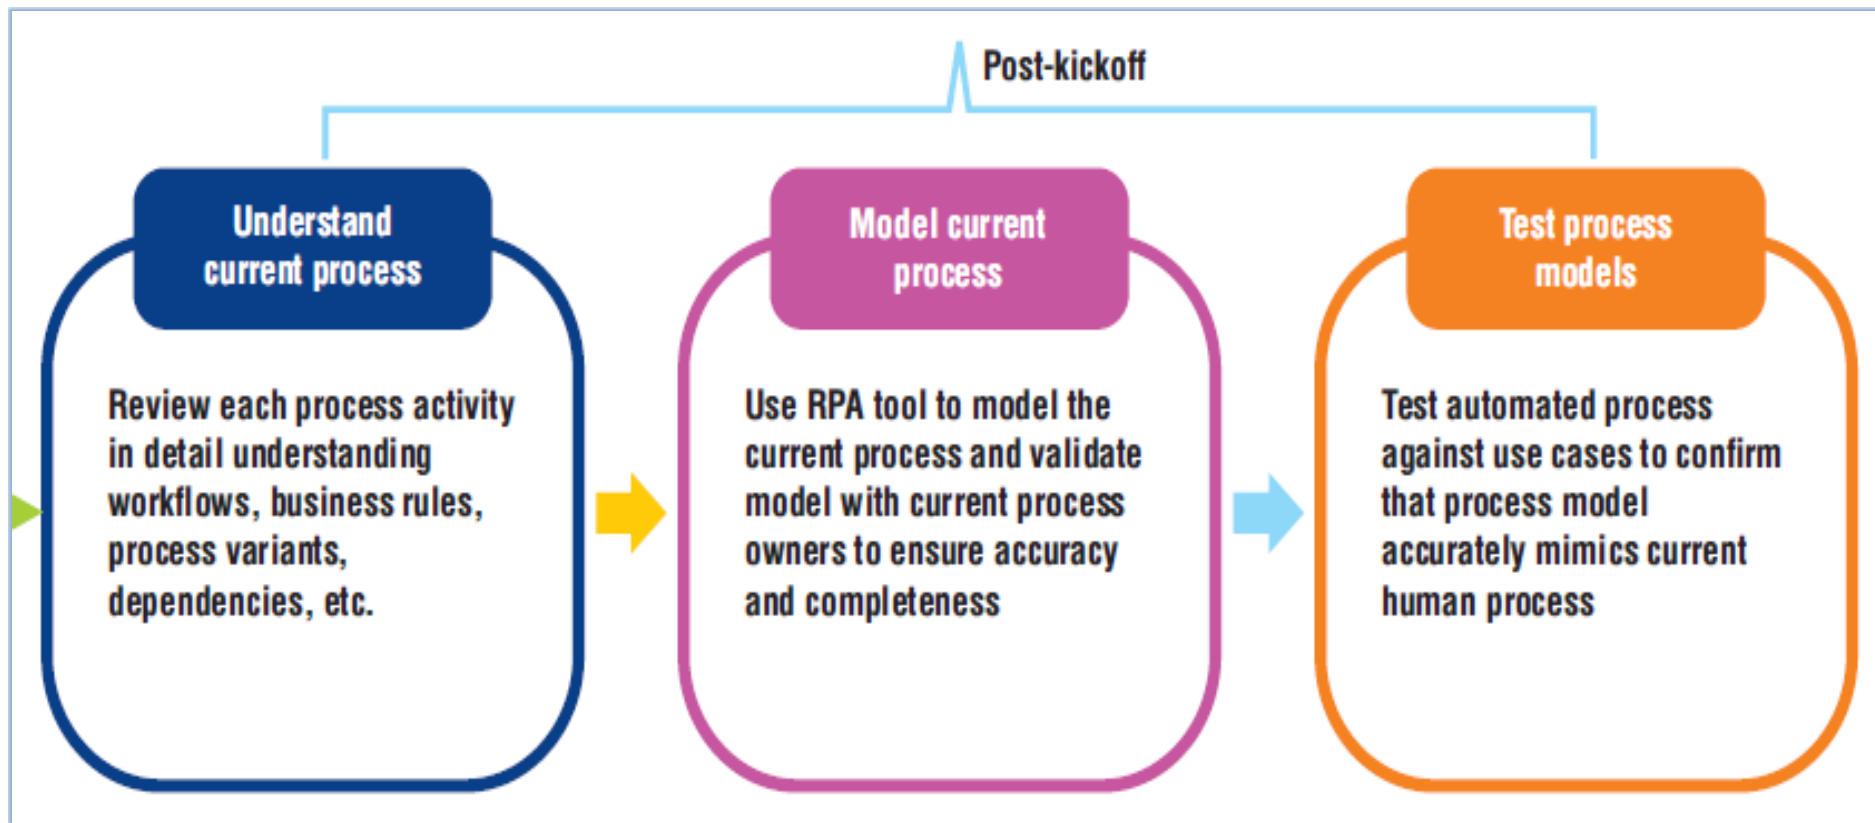 Post-kickoff
Understand
current process
Review each process activity
in detail understanding
workflows, business rules,
process variants,
dependencies, etc.
Model current
process
Use RPA tool to model the
current process and validate
model with current process
owners to ensure accuracy
and completeness
Test process
models
Test automated process
against use cases to confirm
that process model
accurately mimics current
human process